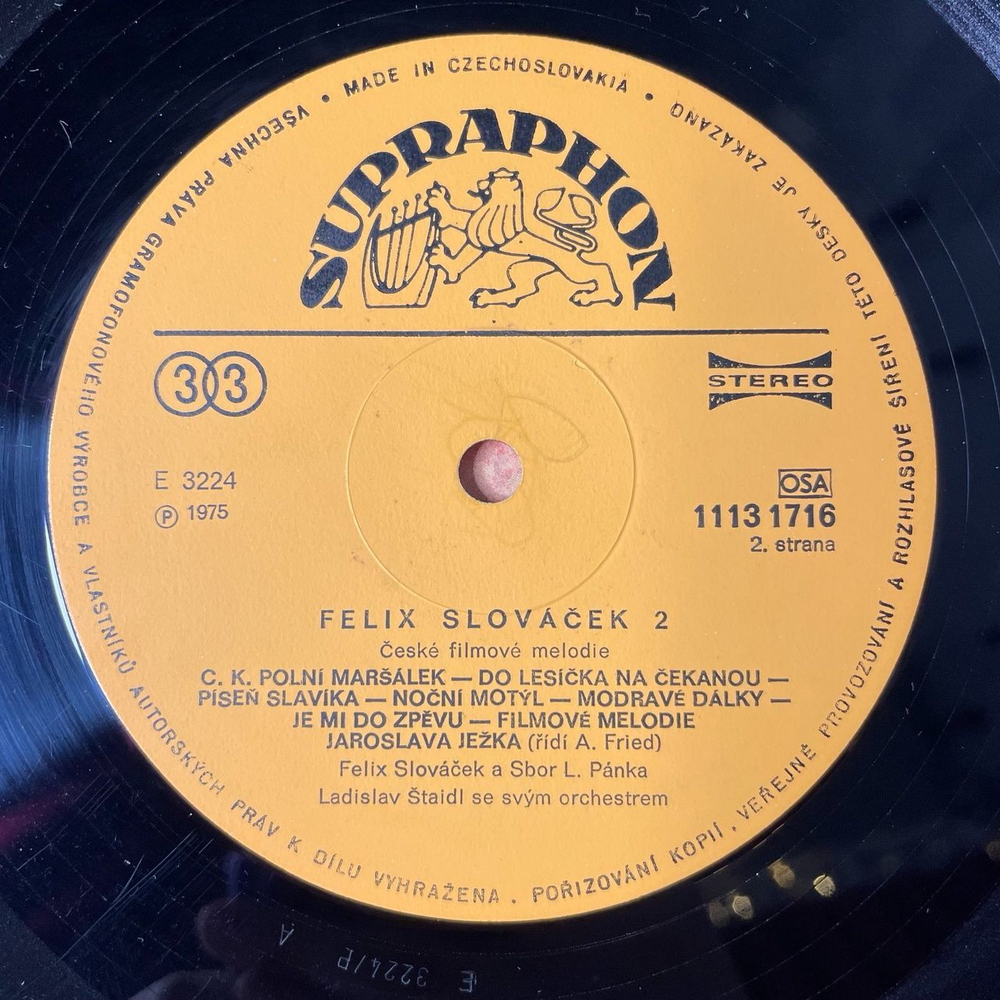 MADE IN CZECHOSLOVAKIA •
VŠECHNA PRÁVA GRAMOFONOVÉHO VÝROBCE A VLASTNÍKŮ AUTORSKÝCH PRÁV K DÍLU VYHRAŽENA . POŘIZOVÁNÍ KOPIÍ , VEŘEJNÉ PROVOZOVÁNÍ A ROZHLASOVÉ ŠÍŘENÍ TÉTO DESKY JE ZAKÁZÁNO •
SUPRAPHON
33
STEREO
E 3224
℗ 1975
OSA
1113 1716
2. strana
FELIX SLOVÁČEK 2
České filmové melodie
C. K. POLNÍ MARŠÁLEK — DO LESÍČKA NA ČEKANOU —
PÍSEŇ SLAVÍKA — NOČNÍ MOTÝL — MODRAVÉ DÁLKY —
JE MI DO ZPĚVU — FILMOVÉ MELODIE
JAROSLAVA JEŽKA (řídí A. Fried)
Felix Slováček a Sbor L. Pánka
Ladislav Štaidl se svým orchestrem
E 3224/P A